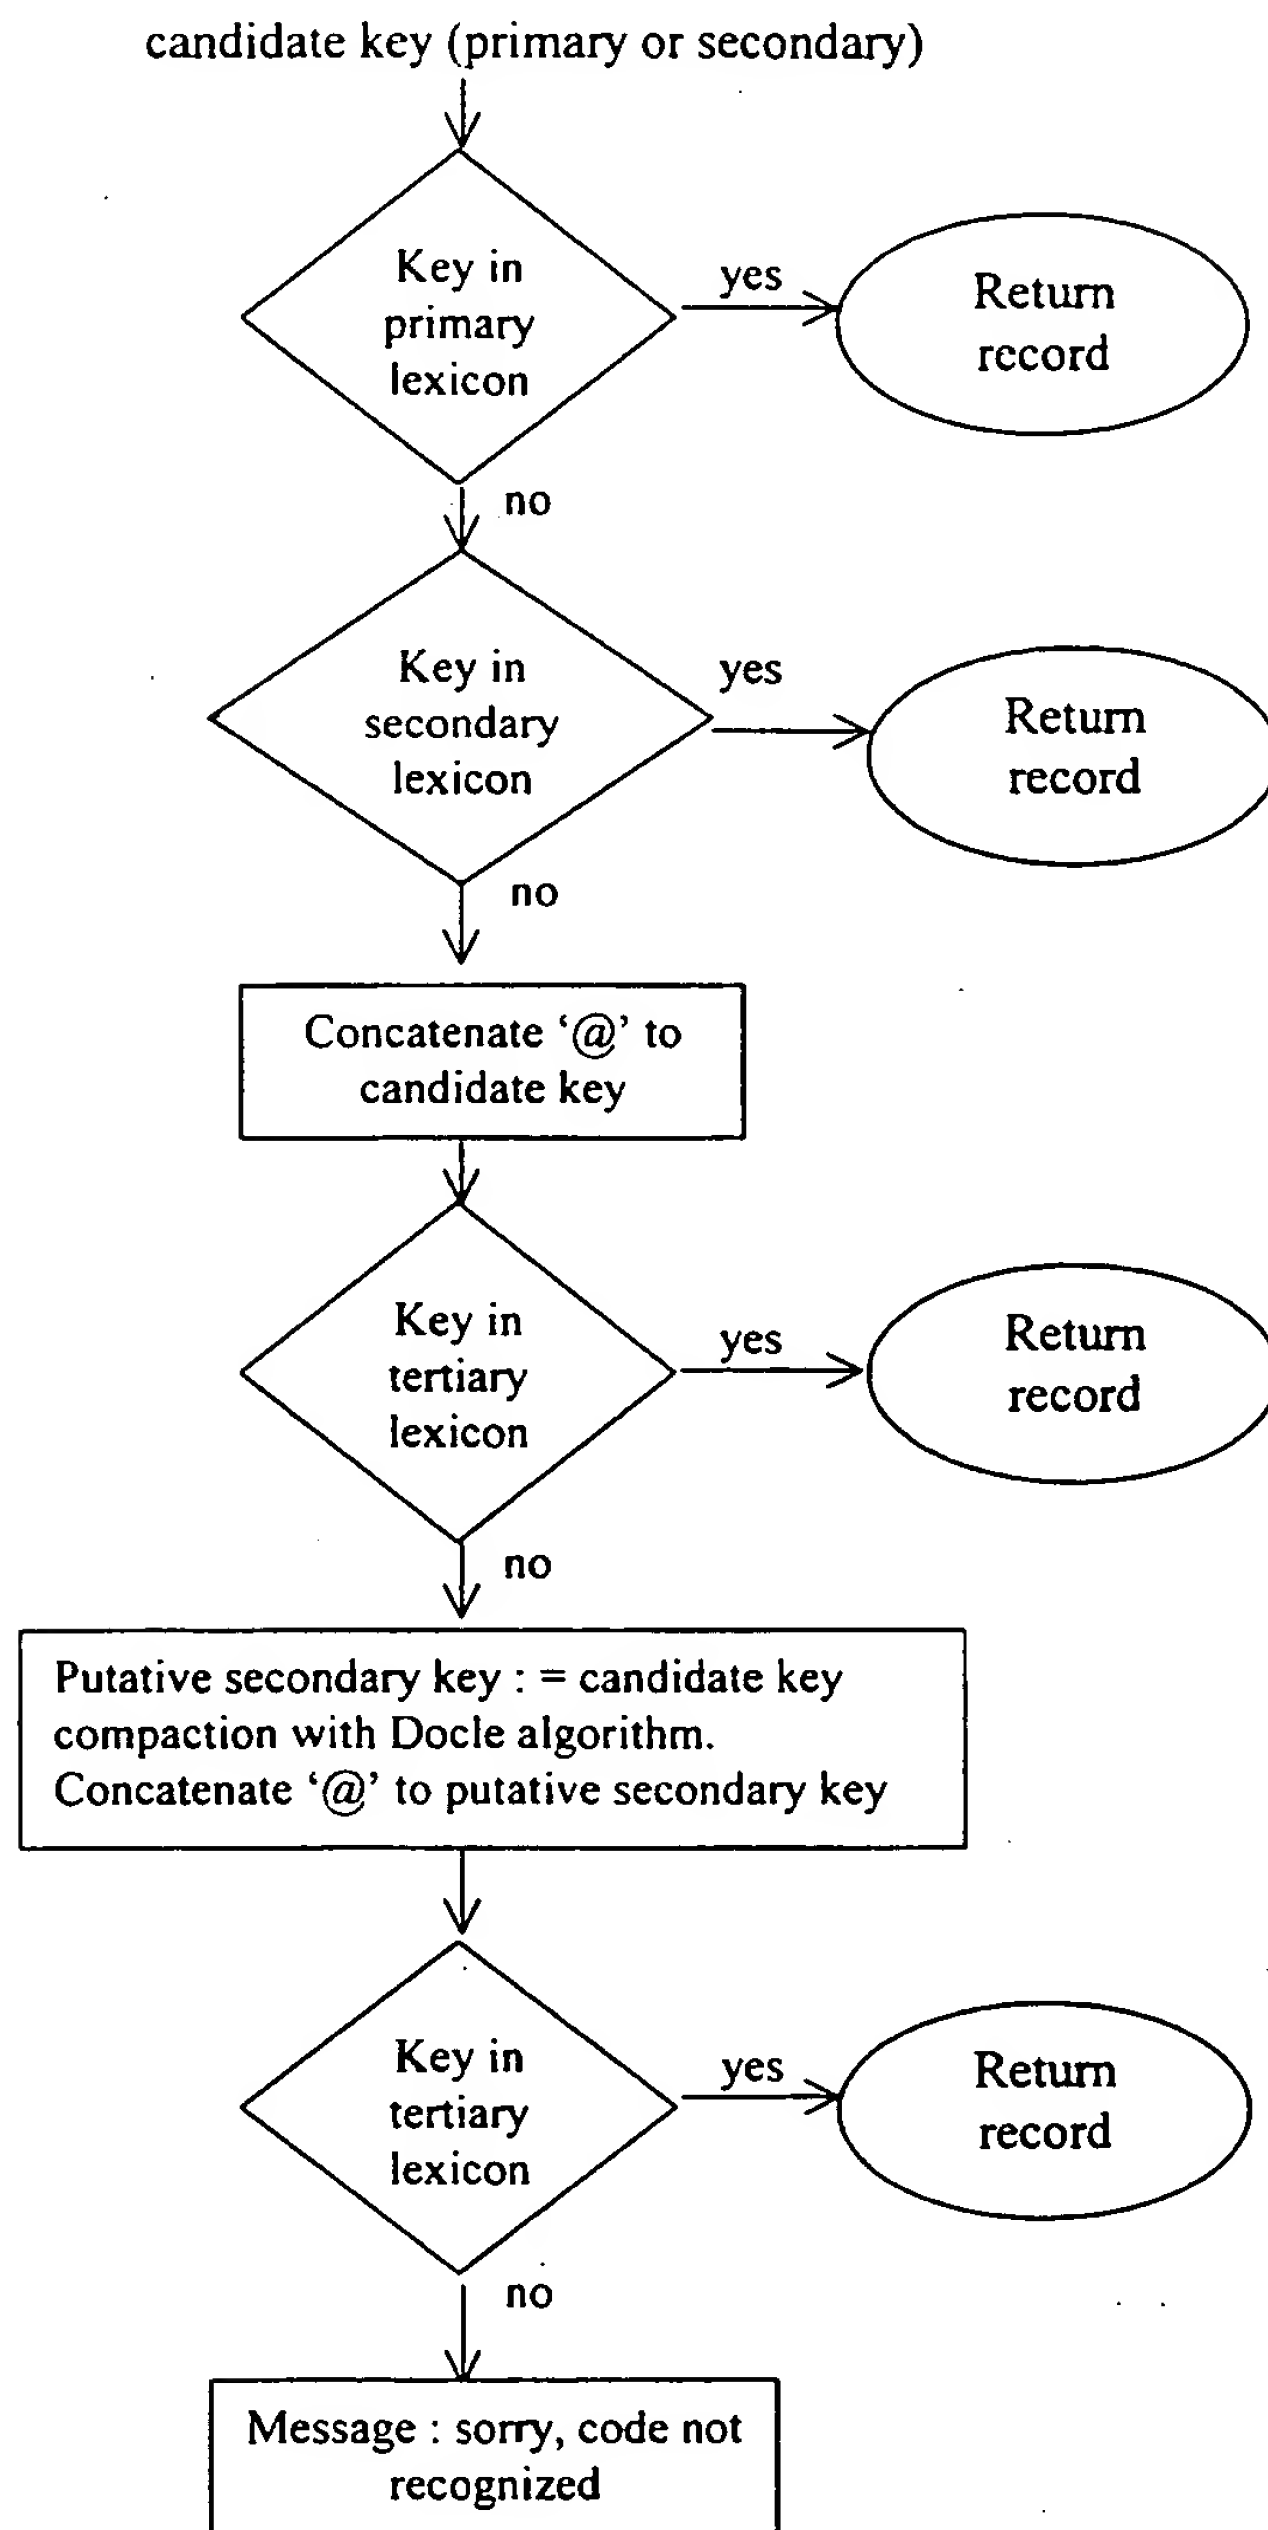 candidate key (primary or secondary)
Key in
primary
lexicon
yes
Return
record
no
Key in
secondary
lexicon
yes
Return
record
no
Concatenate ‘@’ to
candidate key
Key in
tertiary
lexicon
yes
Return
record
no
Putative secondary key : = candidate key
compaction with Docle algorithm.
Concatenate ‘@’ to putative secondary key
Key in
tertiary
lexicon
yes
Return
record
no
Message : sorry, code not
recognized